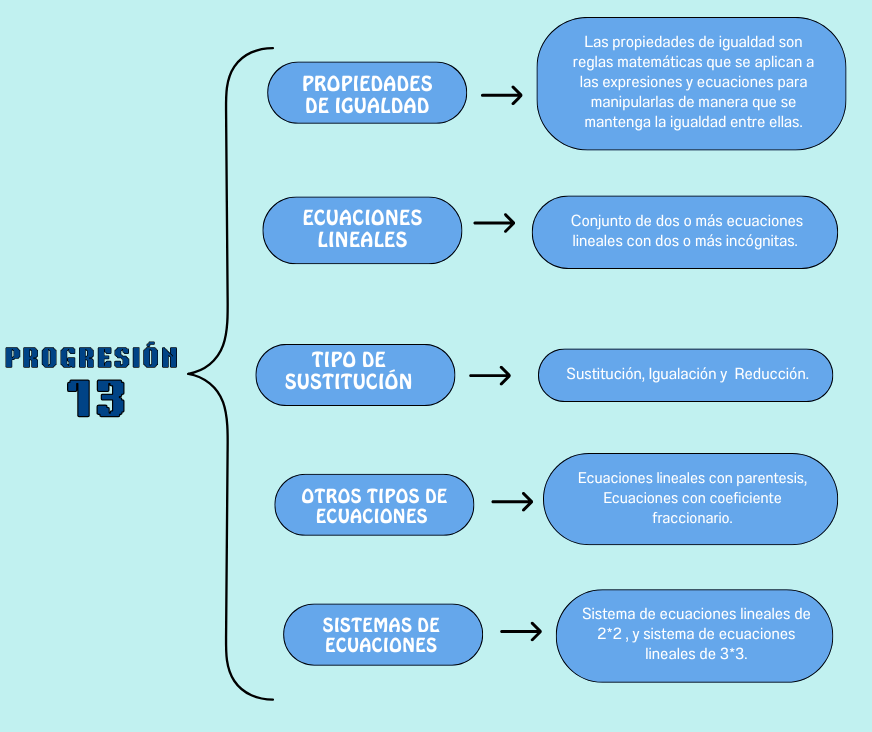 PROGRESIÓN
13
PROPIEDADES
DE IGUALDAD
Las propiedades de igualdad son
reglas matemáticas que se aplican a
las expresiones y ecuaciones para
manipularlas de manera que se
mantenga la igualdad entre ellas.
ECUACIONES
LINEALES
Conjunto de dos o más ecuaciones
lineales con dos o más incógnitas.
TIPO DE
SUSTITUCIÓN
Sustitución, Igualación y Reducción.
OTROS TIPOS DE
ECUACIONES
Ecuaciones lineales con parentesis,
Ecuaciones con coeficiente
fraccionario.
SISTEMAS DE
ECUACIONES
Sistema de ecuaciones lineales de
2*2 , y sistema de ecuaciones
lineales de 3*3.